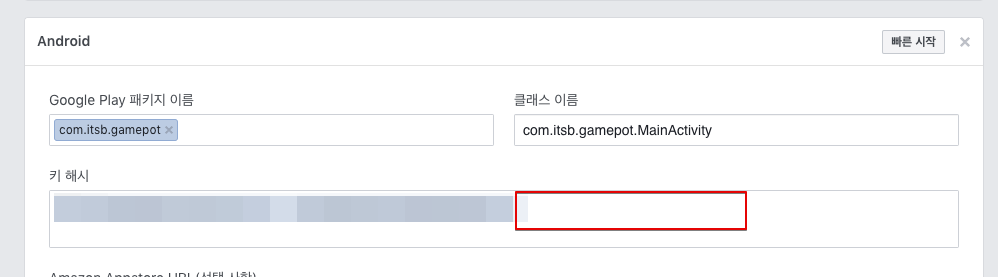 Android
빠른 시작 ×
Google Play 패키지 이름
클래스 이름
com.itsb.gamepot ×
com.itsb.gamepot.MainActivity
키 해시
Amazon Appstore URL(선택 사항)